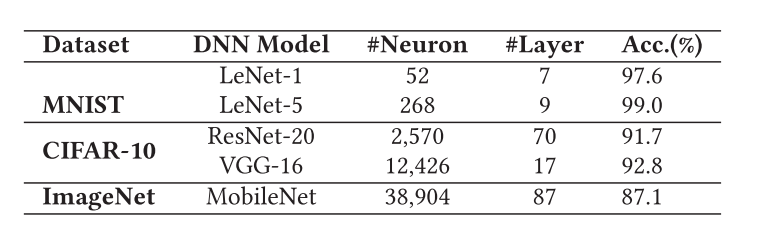 Dataset DNN Model #Neuron #Layer Acc.(%)
LeNet-1 52 7 97.6
MNIST LeNet-5 268 9 99.0
ResNet-20 2,570 70 91.7
CIFAR-10
VGG-16 12,426 17 92.8
ImageNet MobileNet 38,904 87 87.1